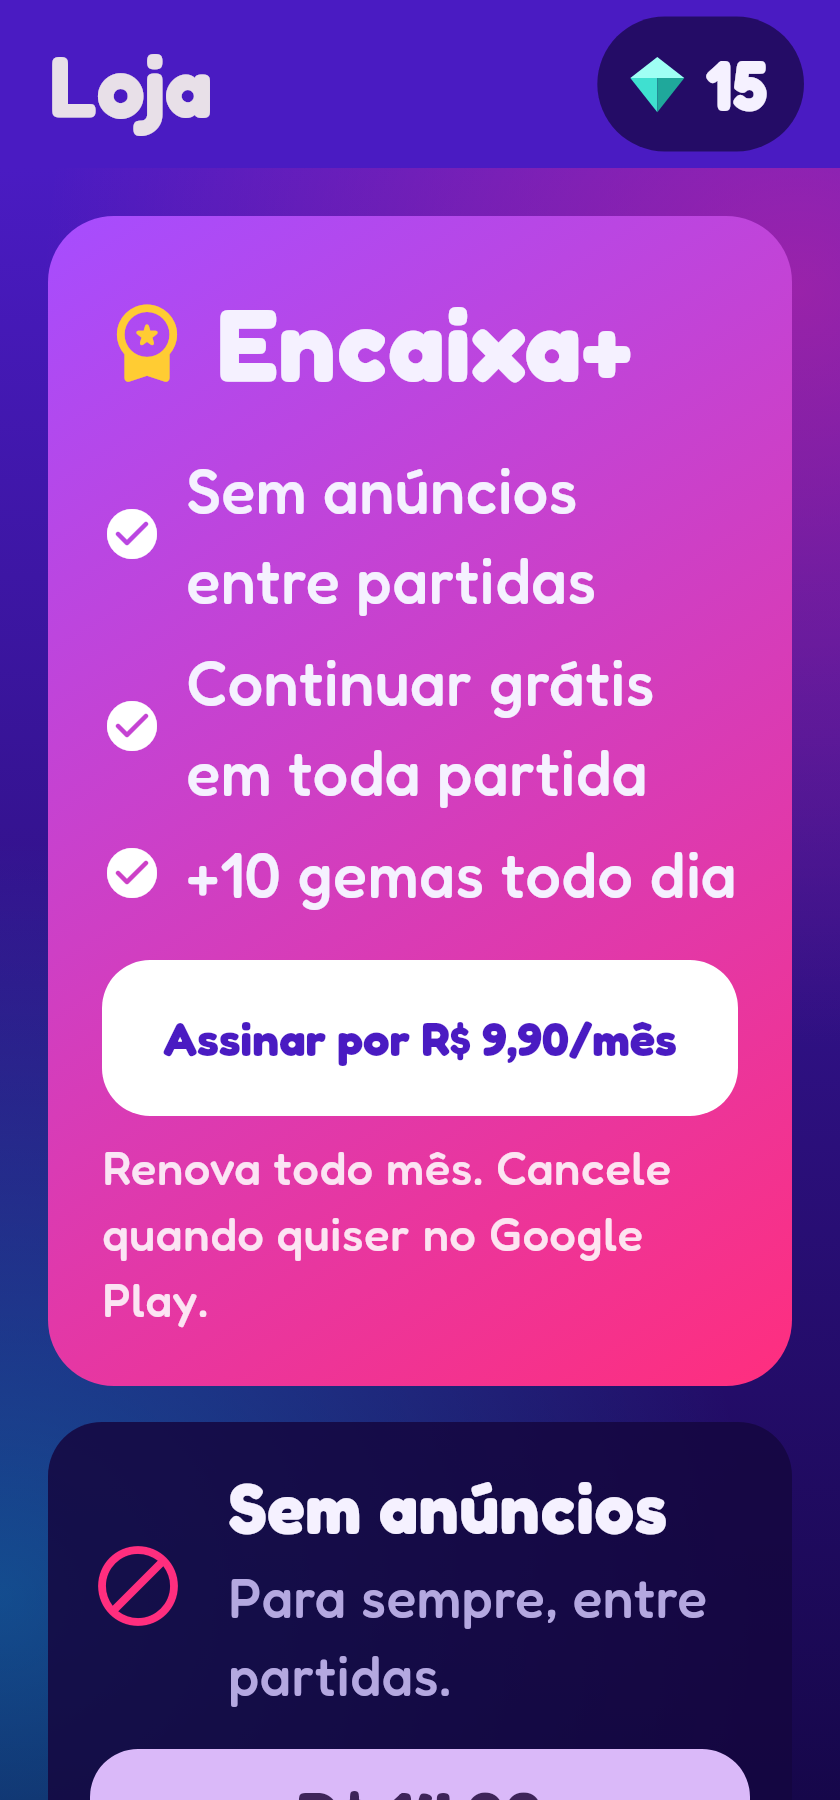 Loja
15
Encaixa+
Sem anúncios
entre partidas
Continuar grátis
em toda partida
+10 gemas todo dia
Assinar por R$ 9,90/mês
Renova todo mês. Cancele
quando quiser no Google
Play.
Sem anúncios
Para sempre, entre
partidas.